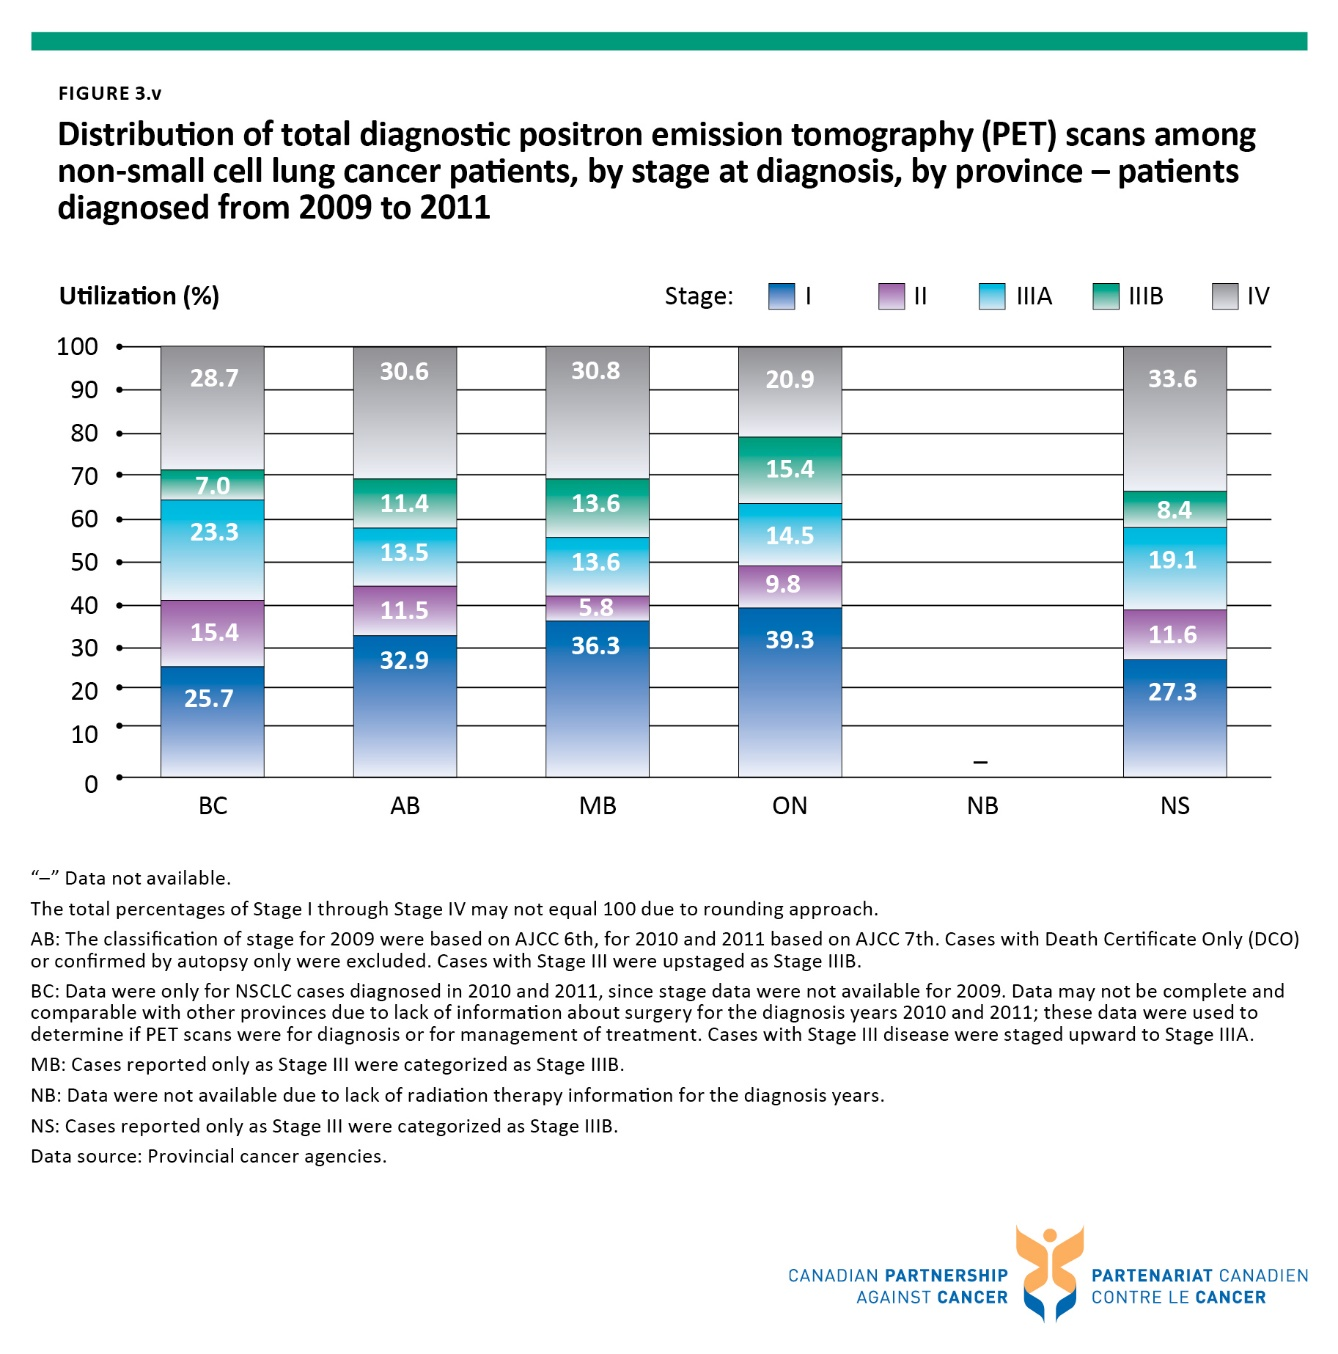 FIGURE 3.v
Distribution of total diagnostic positron emission tomography (PET) scans among
non-small cell lung cancer patients, by stage at diagnosis, by province – patients
diagnosed from 2009 to 2011
Utilization (%)
Stage: I II IIIA IIIB IV
100
90
80
70
60
50
40
30
20
10
0
28.7
7.0
23.3
15.4
25.7
30.6
11.4
13.5
11.5
32.9
30.8
13.6
13.6
5.8
36.3
20.9
15.4
14.5
9.8
39.3
–
33.6
8.4
19.1
11.6
27.3
BC AB MB ON NB NS
“–” Data not available.
The total percentages of Stage I through Stage IV may not equal 100 due to rounding approach.
AB: The classification of stage for 2009 were based on AJCC 6th, for 2010 and 2011 based on AJCC 7th. Cases with Death Certificate Only (DCO)
or confirmed by autopsy only were excluded. Cases with Stage III were upstaged as Stage IIIB.
BC: Data were only for NSCLC cases diagnosed in 2010 and 2011, since stage data were not available for 2009. Data may not be complete and
comparable with other provinces due to lack of information about surgery for the diagnosis years 2010 and 2011; these data were used to
determine if PET scans were for diagnosis or for management of treatment. Cases with Stage III disease were staged upward to Stage IIIA.
MB: Cases reported only as Stage III were categorized as Stage IIIB.
NB: Data were not available due to lack of radiation therapy information for the diagnosis years.
NS: Cases reported only as Stage III were categorized as Stage IIIB.
Data source: Provincial cancer agencies.
CANADIAN PARTNERSHIP
AGAINST CANCER
PARTENARIAT CANADIEN
CONTRE LE CANCER